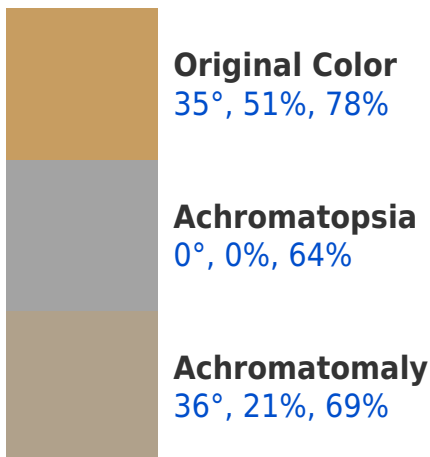 Original Color
35°, 51%, 78%
Achromatopsia
0°, 0%, 64%
Achromatomaly
36°, 21%, 69%